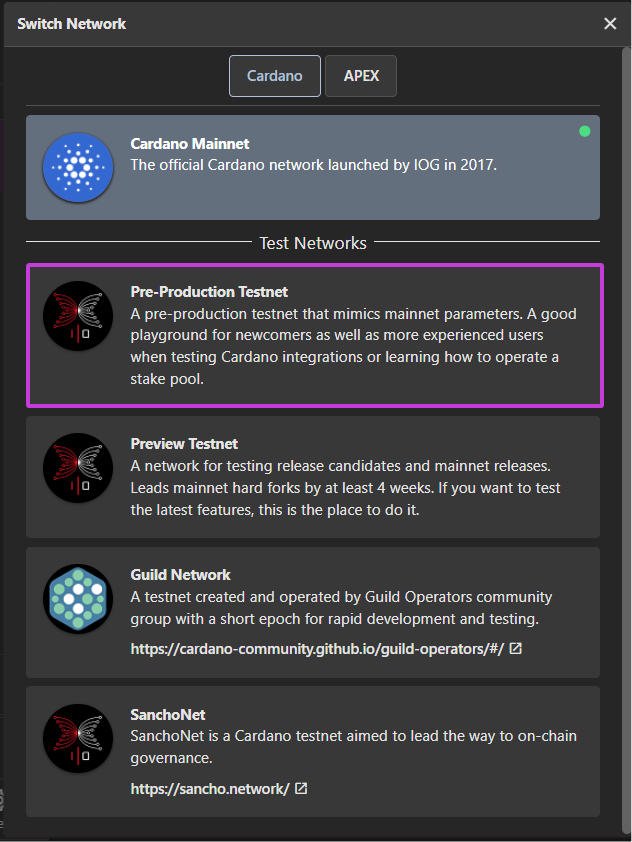 Switch Network
Cardano
APEX
Cardano Mainnet
The official Cardano network launched by IOG in 2017.
Test Networks
Pre-Production Testnet
A pre-production testnet that mimics mainnet parameters. A good
playground for newcomers as well as more experienced users
when testing Cardano integrations or learning how to operate a
stake pool.
Preview Testnet
A network for testing release candidates and mainnet releases.
Leads mainnet hard forks by at least 4 weeks. If you want to test
the latest features, this is the place to do it.
Guild Network
A testnet created and operated by Guild Operators community
group with a short epoch for rapid development and testing.
https://cardano-community.github.io/guild-operators/#/
SanchoNet
SanchoNet is a Cardano testnet aimed to lead the way to on-chain
governance.
https://sancho.network/